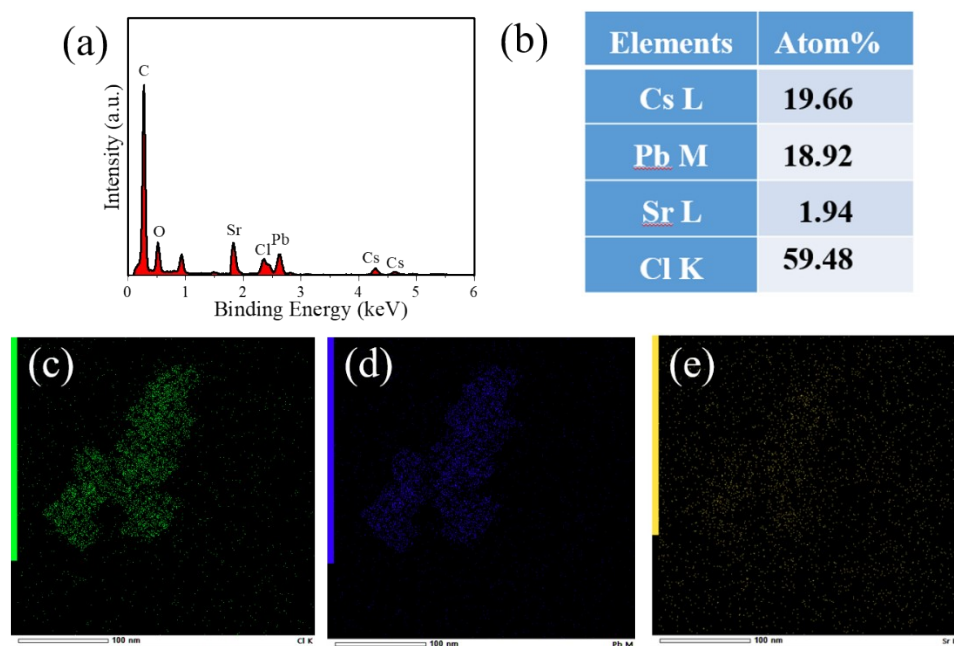 (a)
Intensity (a.u.)
C
O
Sr
Cl
Pb
Cs
Cs
0
1
2
3
4
5
6
Binding Energy (keV)
(b)
Elements Atom%
Cs L 19.66
Pb M 18.92
Sr L 1.94
Cl K 59.48
(c)
100 nm
Cl K
(d)
100 nm
Pb M
(e)
100 nm
Sr